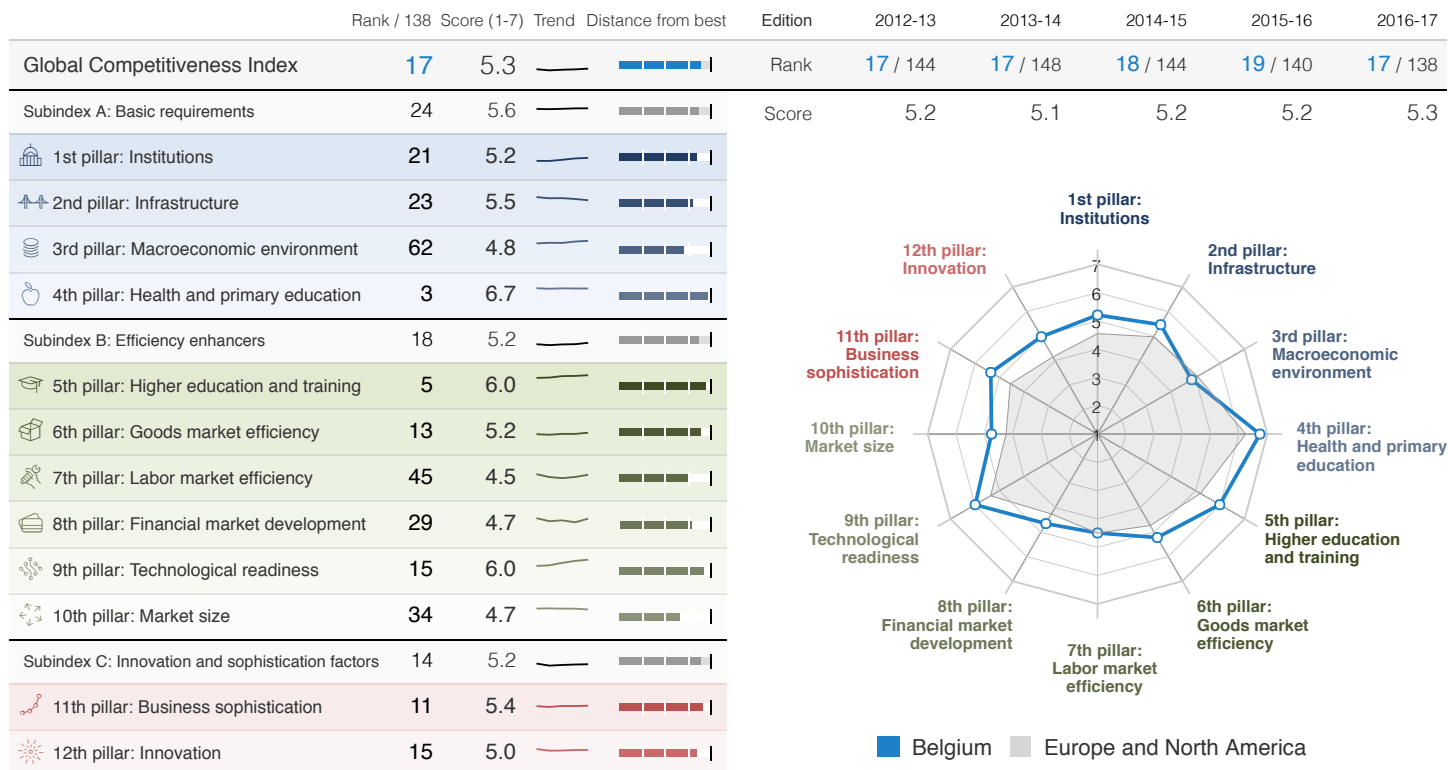 Rank / 138 Score (1-7) Trend Distance from best
Global Competitiveness Index 17 5.3
Subindex A: Basic requirements 24 5.6
1st pillar: Institutions 21 5.2
2nd pillar: Infrastructure 23 5.5
3rd pillar: Macroeconomic environment 62 4.8
4th pillar: Health and primary education 3 6.7
Subindex B: Efficiency enhancers 18 5.2
5th pillar: Higher education and training 5 6.0
6th pillar: Goods market efficiency 13 5.2
7th pillar: Labor market efficiency 45 4.5
8th pillar: Financial market development 29 4.7
9th pillar: Technological readiness 15 6.0
10th pillar: Market size 34 4.7
Subindex C: Innovation and sophistication factors 14 5.2
11th pillar: Business sophistication 11 5.4
12th pillar: Innovation 15 5.0
Edition 2012-13 2013-14 2014-15 2015-16 2016-17
Rank 17 / 144 17 / 148 18 / 144 19 / 140 17 / 138
Score 5.2 5.1 5.2 5.2 5.3
1st pillar:
Institutions
2nd pillar:
Infrastructure
3rd pillar:
Macroeconomic
environment
4th pillar:
Health and primary
education
5th pillar:
Higher education
and training
6th pillar:
Goods market
efficiency
7th pillar:
Labor market
efficiency
8th pillar:
Financial market
development
9th pillar:
Technological
readiness
10th pillar:
Market size
11th pillar:
Business
sophistication
12th pillar:
Innovation
7
6
5
4
3
2
1
Belgium Europe and North America